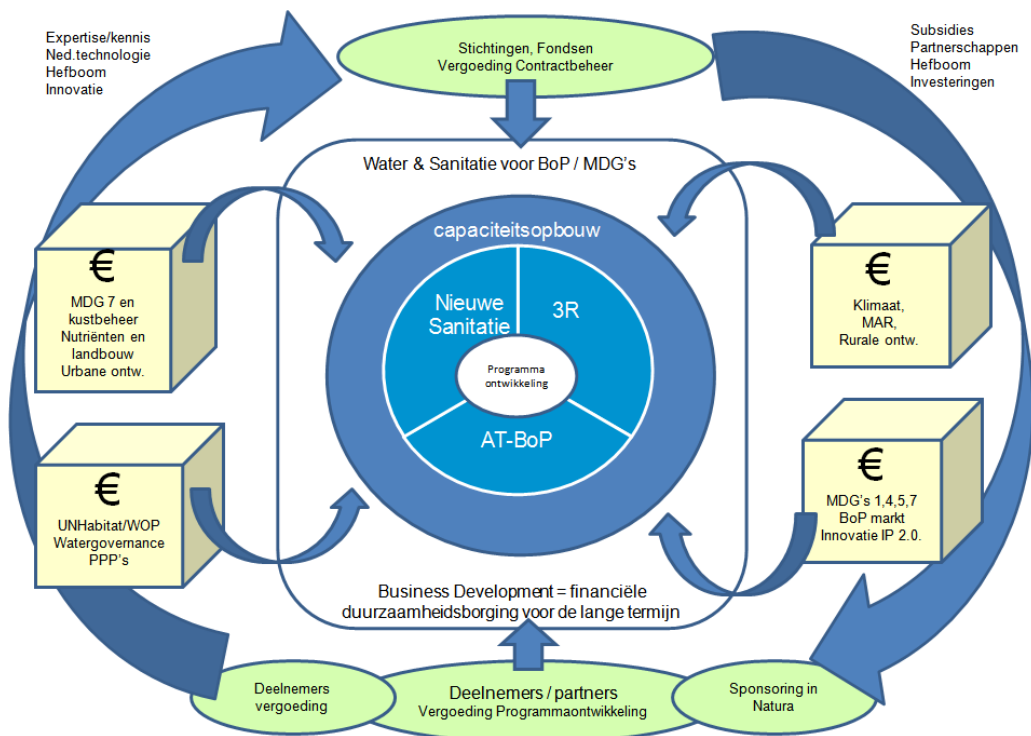 Expertise/kennis
Ned.technologie
Hefboom
Innovatie
Stichtingen, Fondsen
Vergoeding Contractbeheer
Subsidies
Partnerschappen
Hefboom
Investeringen
Water & Sanitatie voor BoP / MDG's
capaciteitsopbouw
Nieuwe
Sanitatie
3R
Programma
ontwikkeling
AT-BoP
€
MDG 7 en
kustbeheer
Nutriënten en
landbouw
Urbane ontw.
€
Klimaat,
MAR,
Rurale ontw.
€
UNHabitat/WOP
Watergovernance
PPP's
€
MDG's 1,4,5,7
BoP markt
Innovatie IP 2.0.
Business Development = financiële
duurzaamheidsborging voor de lange termijn
Deelnemers
vergoeding
Deelnemers / partners
Vergoeding Programmaontwikkeling
Sponsoring in
Natura